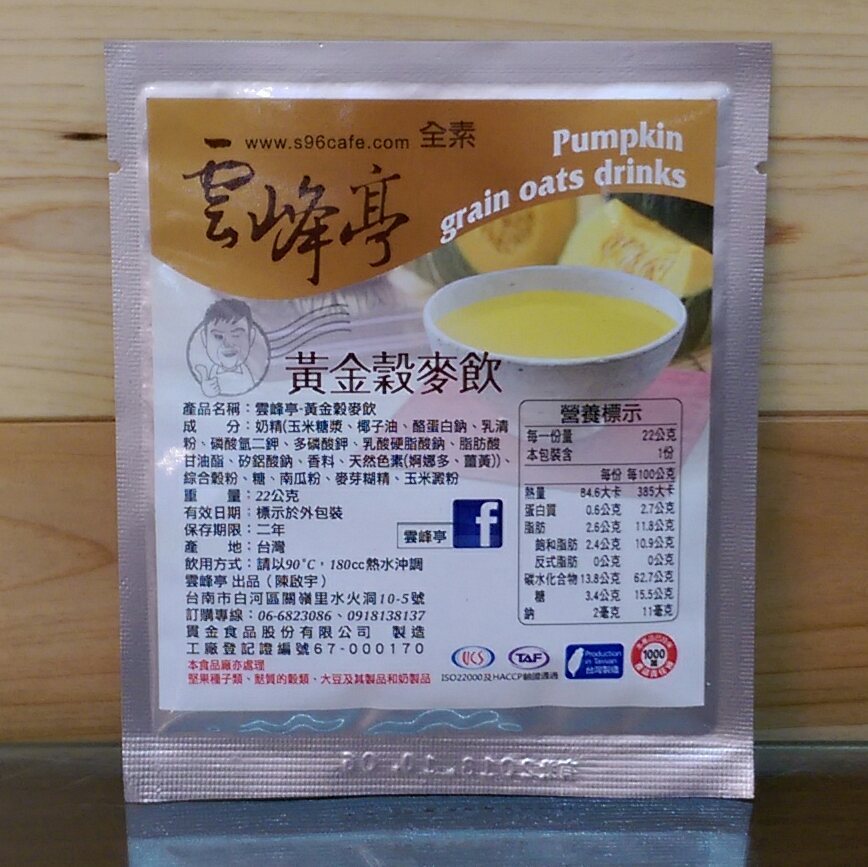 www.s96cafe.com 全素
雲峰亭
Pumpkin
grain oats drinks
黃金穀麥飲
產品名稱：雲峰亭-黃金穀麥飲
成　　分：奶精(玉米糖漿、椰子油、酪蛋白鈉、乳清
粉、磷酸氫二鉀、多磷酸鉀、乳酸硬脂酸鈉、脂肪酸
甘油酯、矽鋁酸鈉、香料、天然色素(婀娜多、薑黃))、
綜合穀粉、糖、南瓜粉、麥芽糊精、玉米澱粉
重　　量：22公克
有效日期：標示於外包裝
保存期限：二年
產　　地：台灣
飲用方式：請以90°C，180cc熱水沖調
雲峰亭 出品（陳啟宇）
台南市白河區關嶺里水火洞10-5號
訂購專線：06-6823086、0918138137
貫金食品股份有限公司　製造
工廠登記證編號67-000170
本食品廠亦處理
堅果種子類、麩質的穀類、大豆及其製品和奶製品
雲峰亭 f
營養標示
每一份量 22公克
本包裝含 1份
每份 每100公克
熱量 84.6大卡 385大卡
蛋白質 0.6公克 2.7公克
脂肪 2.6公克 11.8公克
飽和脂肪 2.4公克 10.9公克
反式脂肪 0公克 0公克
碳水化合物 13.8公克 62.7公克
糖 3.4公克 15.5公克
鈉 2毫克 11毫克
UCS
TAF
ISO22000及HACCP驗證通過
Production
in Taiwan
台灣製造
1000
萬